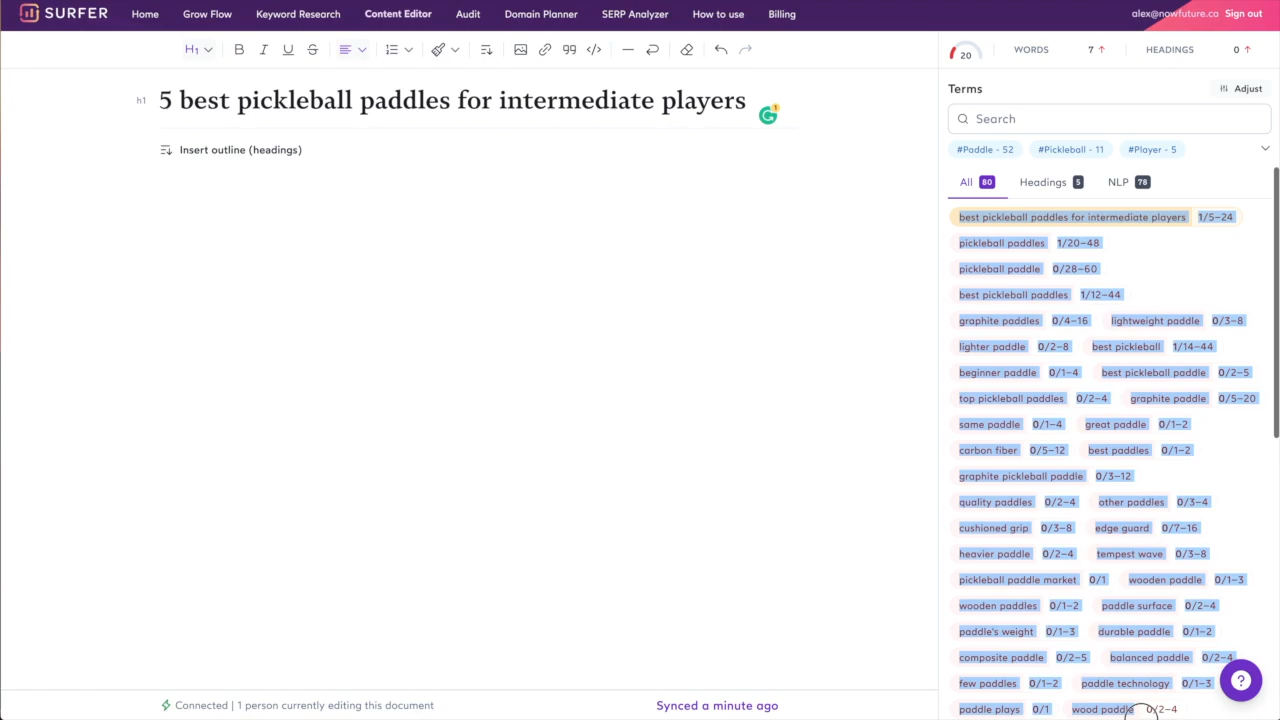 SURFER Home Grow Flow Keyword Research Content Editor Audit Domain Planner SERP Analyzer How to use Billing alex@nowfuture.ca Sign out
H1 B I U S
20 WORDS 7 ↑ HEADINGS 0 ↑
h1 5 best pickleball paddles for intermediate players
1
Insert outline (headings)
Terms Adjust
Search
#Paddle - 52 #Pickleball - 11 #Player - 5
All 80 Headings 5 NLP 78
best pickleball paddles for intermediate players 1/5–24
pickleball paddles 1/20–48
pickleball paddle 0/28–60
best pickleball paddles 1/12–44
graphite paddles 0/4–16 lightweight paddle 0/3–8
lighter paddle 0/2–8 best pickleball 1/14–44
beginner paddle 0/1–4 best pickleball paddle 0/2–5
top pickleball paddles 0/2–4 graphite paddle 0/5–20
same paddle 0/1–4 great paddle 0/1–2
carbon fiber 0/5–12 best paddles 0/1–2
graphite pickleball paddle 0/3–12
quality paddles 0/2–4 other paddles 0/3–4
cushioned grip 0/3–8 edge guard 0/7–16
heavier paddle 0/2–4 tempest wave 0/3–8
pickleball paddle market 0/1 wooden paddle 0/1–3
wooden paddles 0/1–2 paddle surface 0/2–4
paddle's weight 0/1–3 durable paddle 0/1–2
composite paddle 0/2–5 balanced paddle 0/2–4
few paddles 0/1–2 paddle technology 0/1–3
paddle plays 0/1 wood paddle 0/2–4
Connected | 1 person currently editing this document Synced a minute ago
?